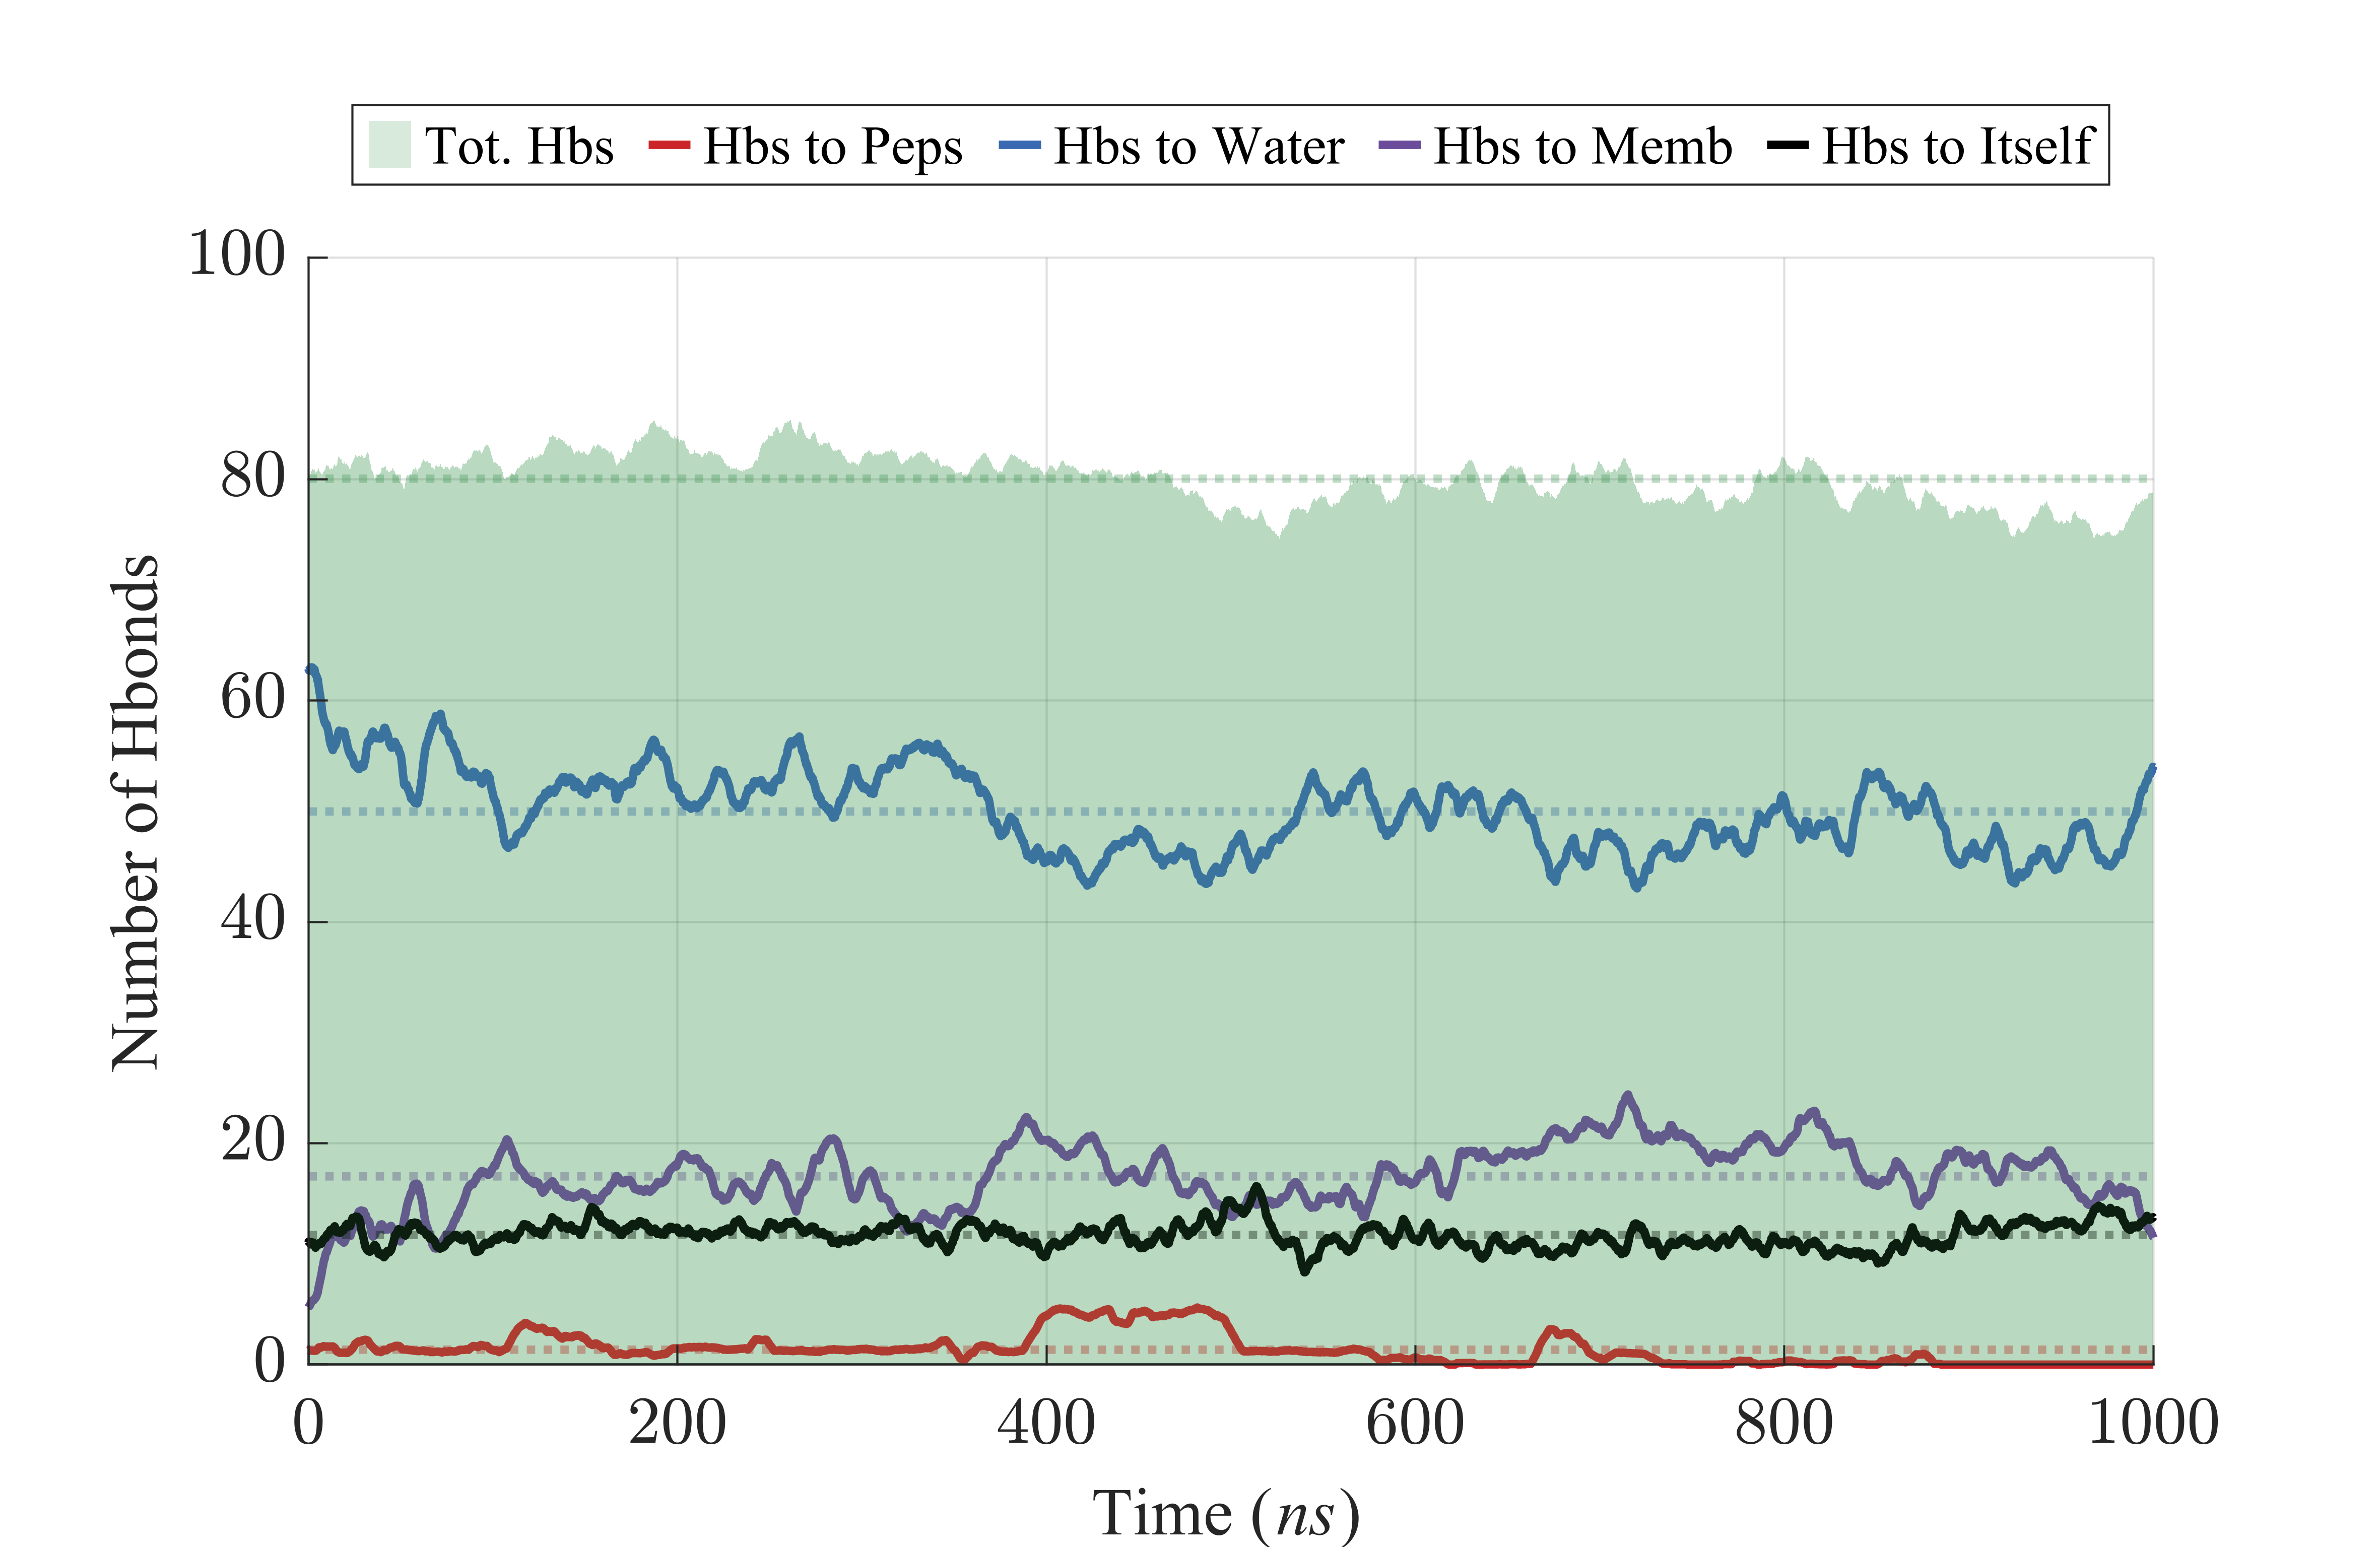 Tot. Hbs Hbs to Peps Hbs to Water Hbs to Memb Hbs to Itself
100
80
60
40
20
0
Number of Hbonds
0 200 400 600 800 1000
Time (ns)